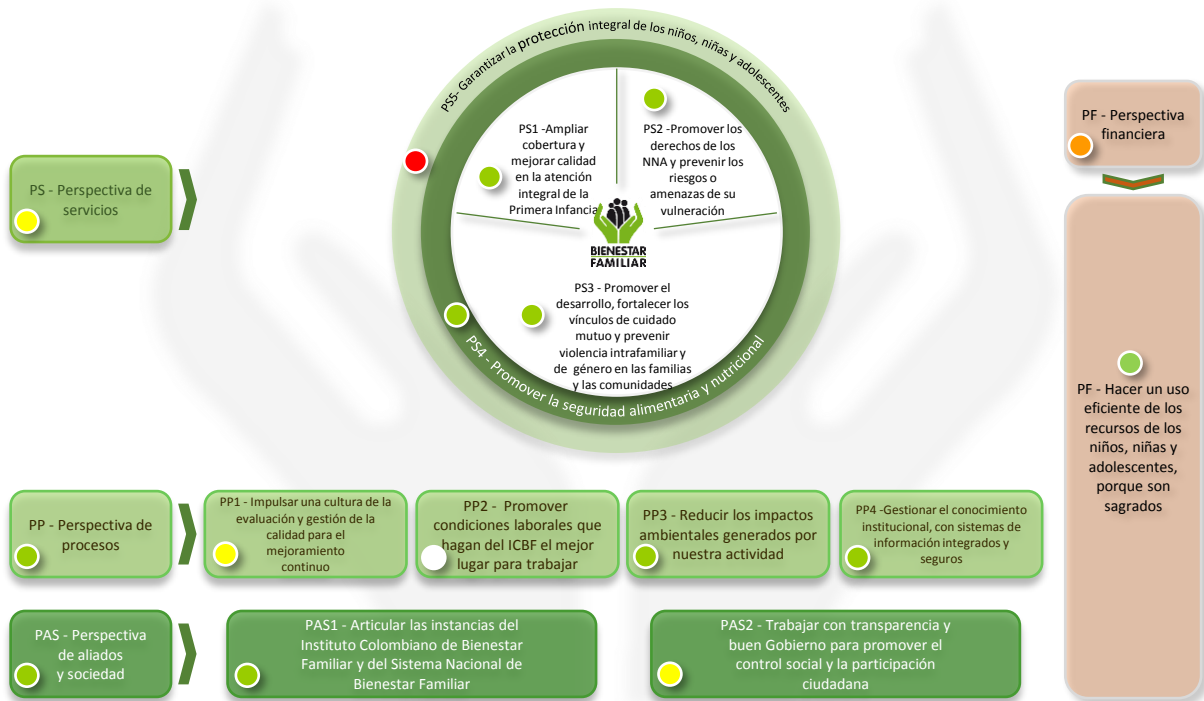 PS5- Garantizar la protección integral de los niños, niñas y adolescentes
PS - Perspectiva de
servicios
PS1 -Ampliar
cobertura y
mejorar calidad
en la atención
integral de la
Primera Infancia
PS2 -Promover los
derechos de los
NNA y prevenir los
riesgos o
amenazas de su
vulneración
BIENESTAR
FAMILIAR
PS3 - Promover el
desarrollo, fortalecer los
vínculos de cuidado
mutuo y prevenir
violencia intrafamiliar y
de género en las familias
y las comunidades
PS4 - Promover la seguridad alimentaria y nutricional
PF - Perspectiva
financiera
PF - Hacer un uso
eficiente de los
recursos de los
niños, niñas y
adolescentes,
porque son
sagrados
PP - Perspectiva de
procesos
PP1 - Impulsar una cultura de la
evaluación y gestión de la
calidad para el
mejoramiento
continuo
PP2 - Promover
condiciones laborales que
hagan del ICBF el mejor
lugar para trabajar
PP3 - Reducir los impactos
ambientales generados por
nuestra actividad
PP4 -Gestionar el conocimiento
institucional, con sistemas de
información integrados y
seguros
PAS - Perspectiva
de aliados
y sociedad
PAS1 - Articular las instancias del
Instituto Colombiano de Bienestar
Familiar y del Sistema Nacional de
Bienestar Familiar
PAS2 - Trabajar con transparencia y
buen Gobierno para promover el
control social y la participación
ciudadana